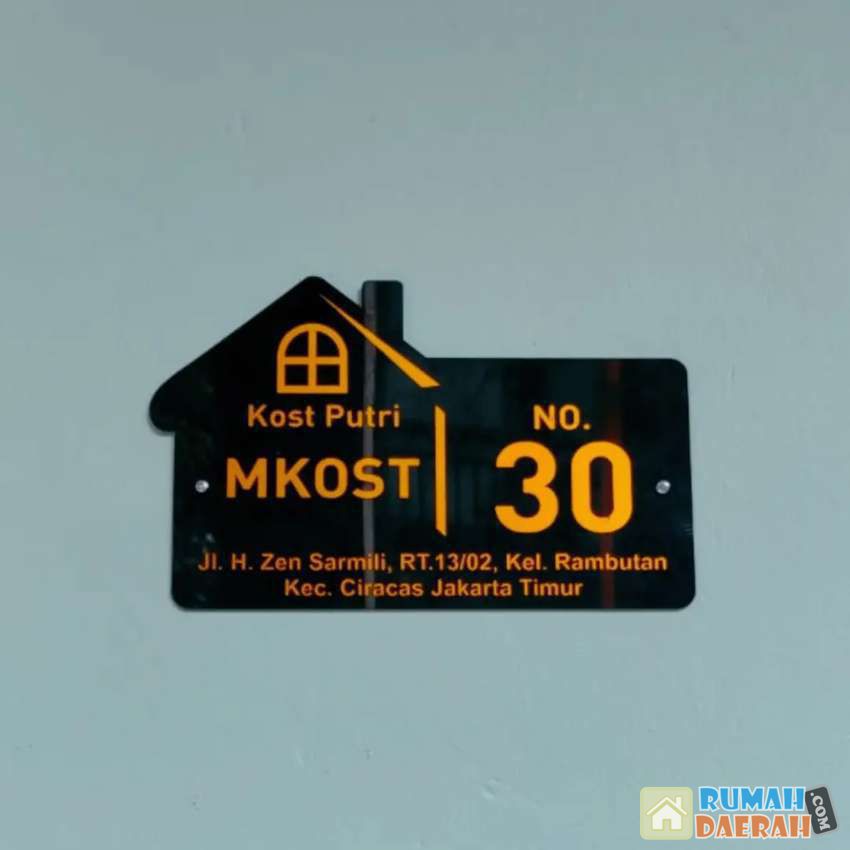 Kost Putri
MKOST
NO.
30
Jl. H. Zen Sarmili, RT.13/02, Kel. Rambutan
Kec. Ciracas Jakarta Timur
RUMAH
DAERAH
.COM